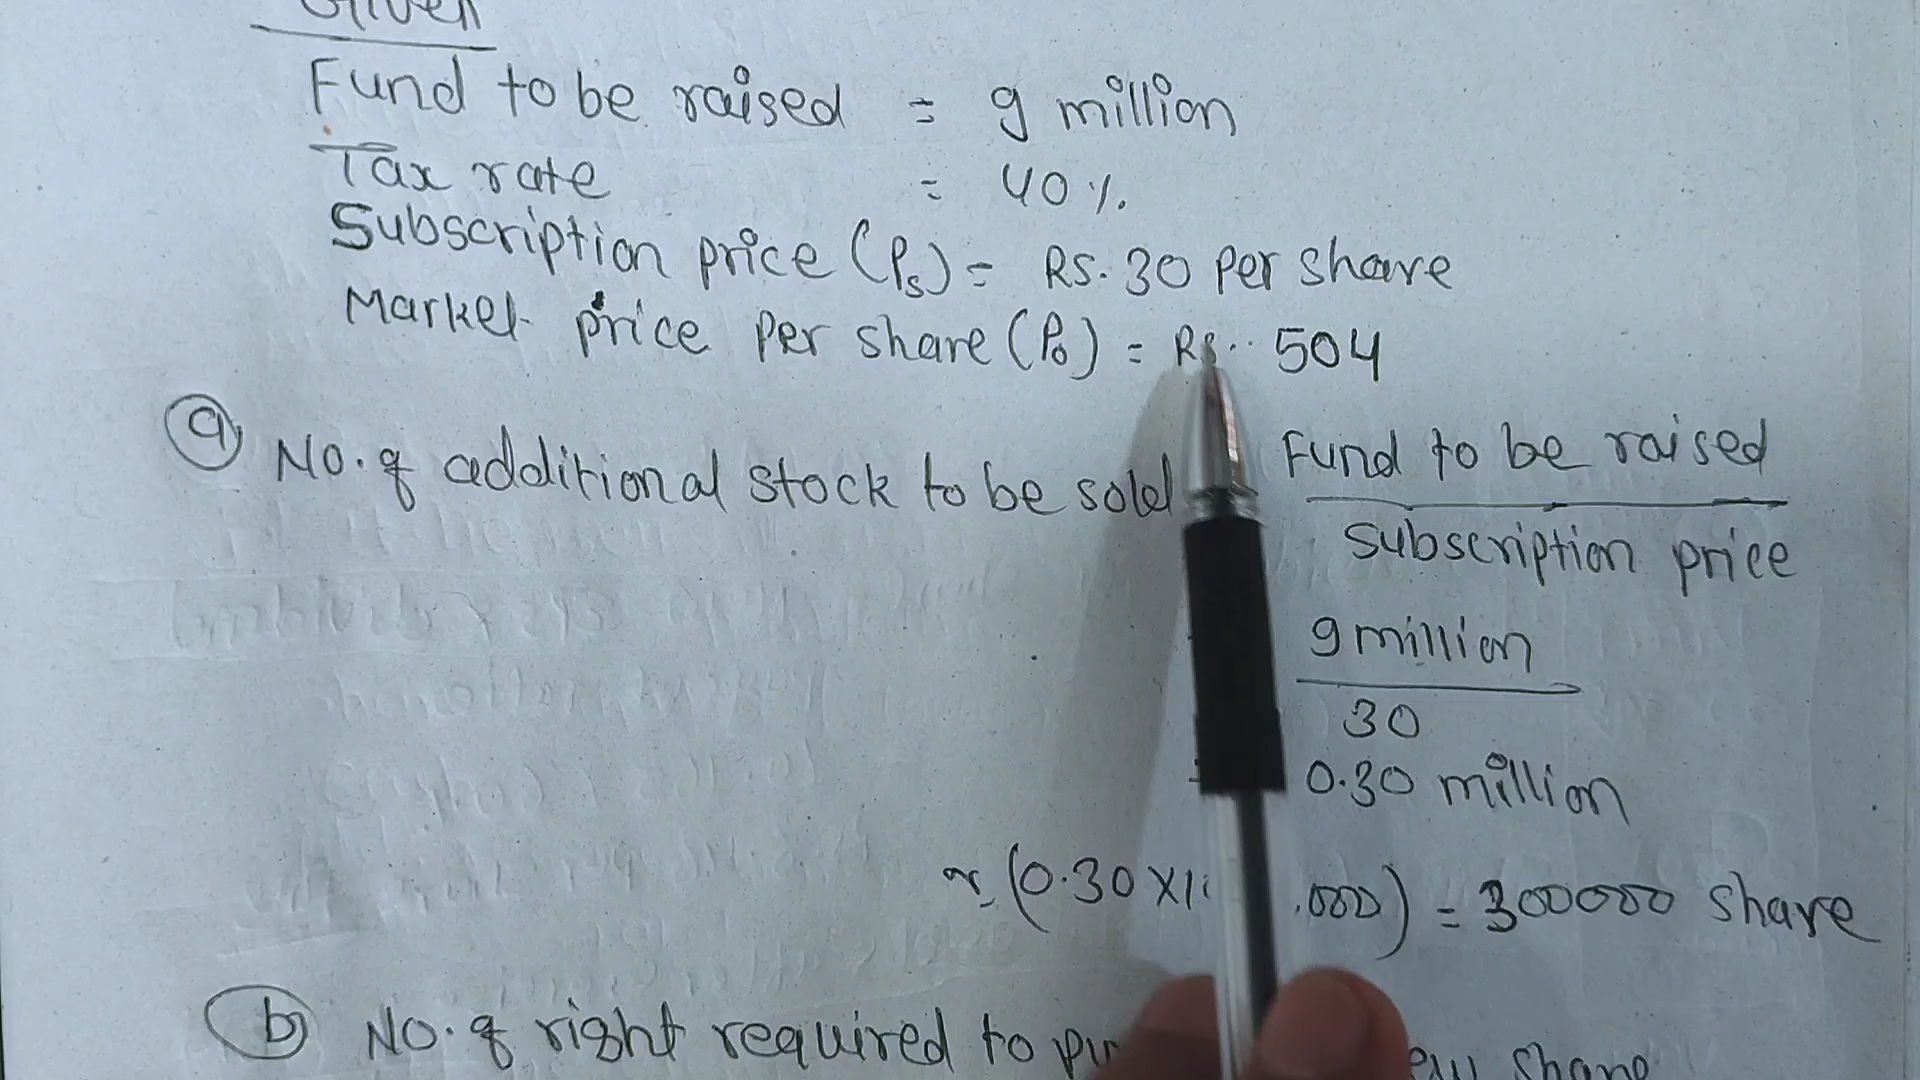 Given
Fund to be raised = 9 million
Tax rate = 40%.
Subscription price (Ps) = RS. 30 per share
Market price per share (Po) = Rs.. 504
a No. of additional stock to be sold Fund to be raised
Subscription price
9 million
30
0.30 million
(0.30 X1 ,000) = 300000 share
b No. of right required to share